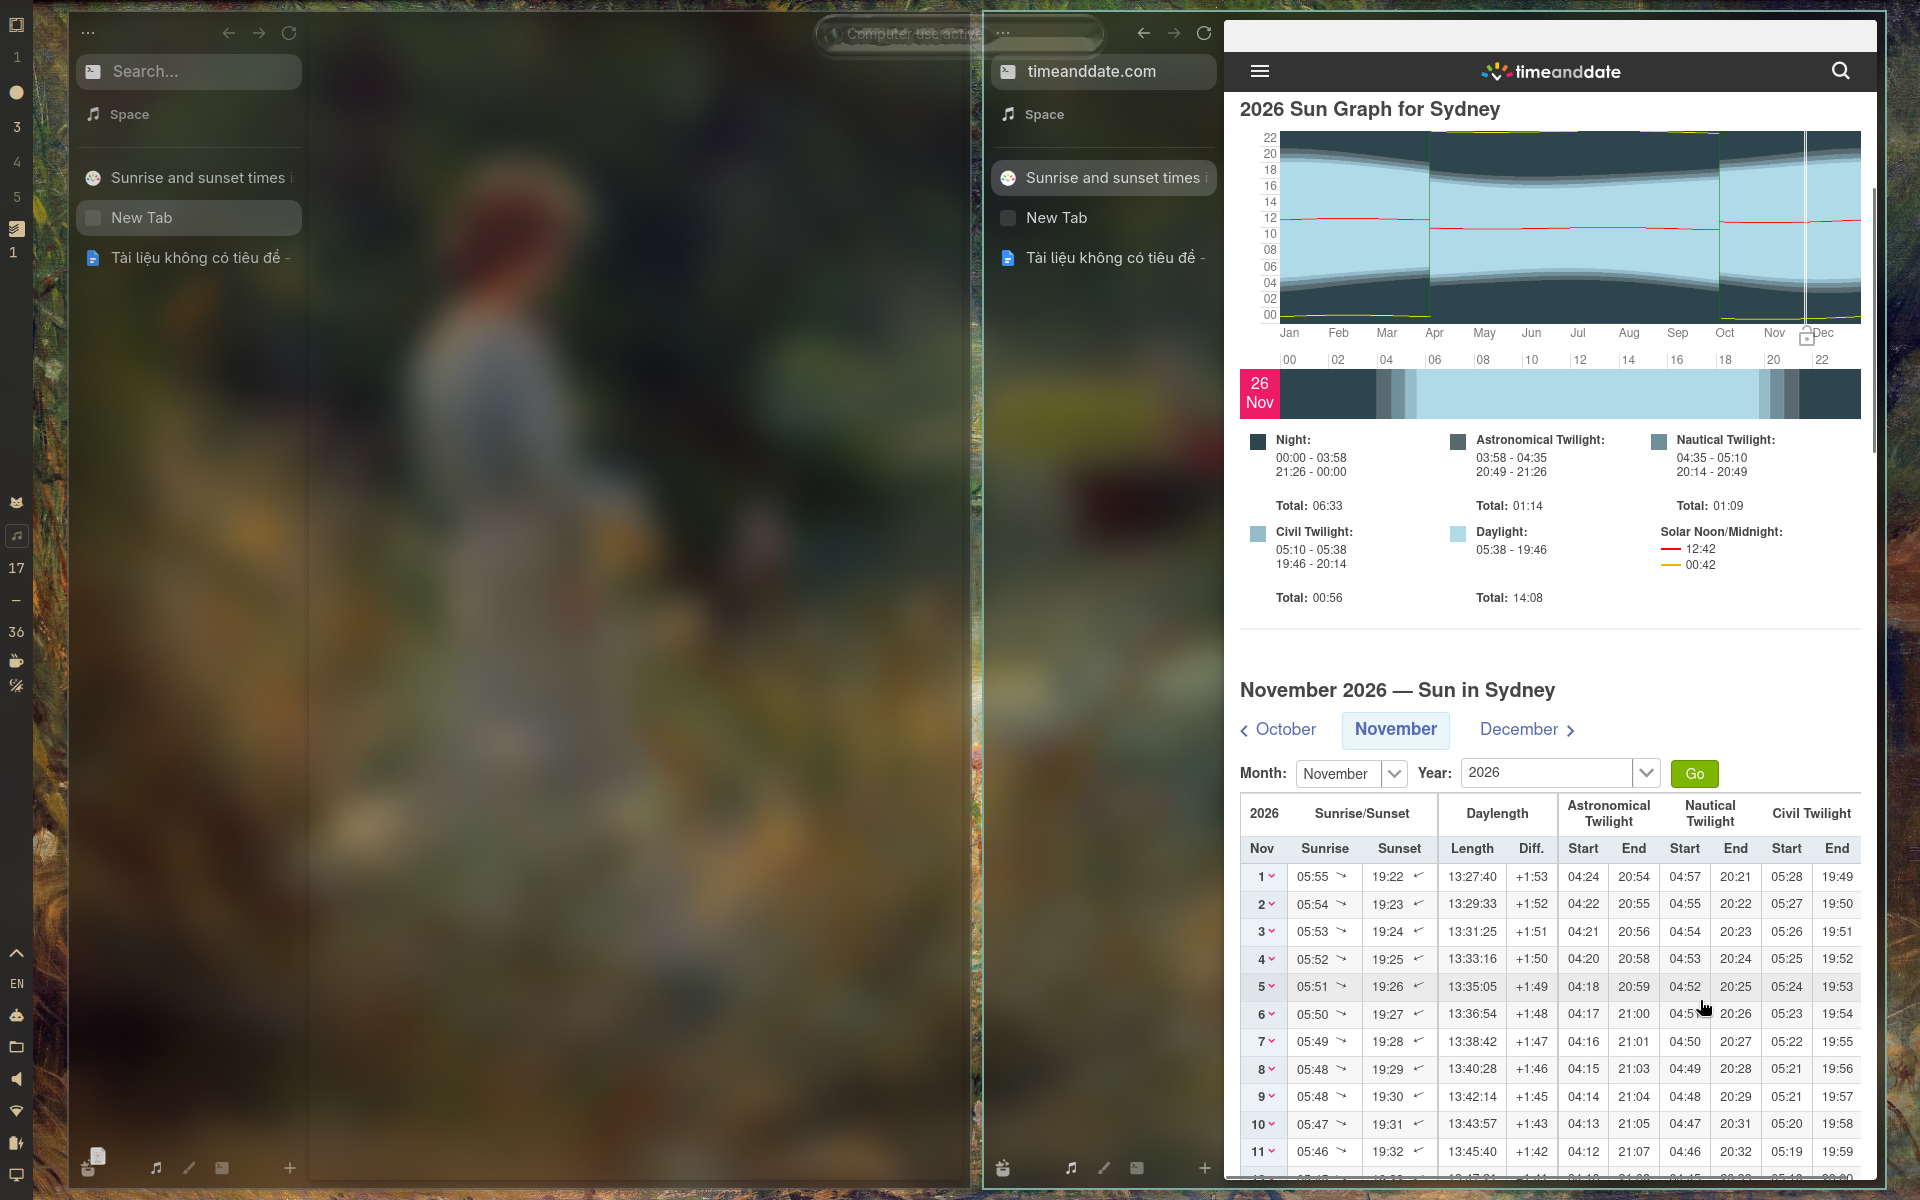 1
3
4
5
1
17
36
EN
Search...
Space
Sunrise and sunset times i
New Tab
Tài liệu không có tiêu đề -
Computer use active
timeanddate.com
Space
Sunrise and sunset times i
New Tab
Tài liệu không có tiêu đề -
timeanddate
2026 Sun Graph for Sydney
22
20
18
16
14
12
10
08
06
04
02
00
Jan Feb Mar Apr May Jun Jul Aug Sep Oct Nov Dec
00 02 04 06 08 10 12 14 16 18 20 22
26
Nov
Night: Astronomical Twilight: Nautical Twilight:
00:00 - 03:58 03:58 - 04:35 04:35 - 05:10
21:26 - 00:00 20:49 - 21:26 20:14 - 20:49
Total: 06:33 Total: 01:14 Total: 01:09
Civil Twilight: Daylight: Solar Noon/Midnight:
05:10 - 05:38 05:38 - 19:46 12:42
19:46 - 20:14 00:42
Total: 00:56 Total: 14:08
November 2026 — Sun in Sydney
October November December
Month: November Year: 2026 Go
2026 Sunrise/Sunset Daylength Astronomical Twilight Nautical Twilight Civil Twilight
Nov Sunrise Sunset Length Diff. Start End Start End Start End
1 05:55 19:22 13:27:40 +1:53 04:24 20:54 04:57 20:21 05:28 19:49
2 05:54 19:23 13:29:33 +1:52 04:22 20:55 04:55 20:22 05:27 19:50
3 05:53 19:24 13:31:25 +1:51 04:21 20:56 04:54 20:23 05:26 19:51
4 05:52 19:25 13:33:16 +1:50 04:20 20:58 04:53 20:24 05:25 19:52
5 05:51 19:26 13:35:05 +1:49 04:18 20:59 04:52 20:25 05:24 19:53
6 05:50 19:27 13:36:54 +1:48 04:17 21:00 04:51 20:26 05:23 19:54
7 05:49 19:28 13:38:42 +1:47 04:16 21:01 04:50 20:27 05:22 19:55
8 05:48 19:29 13:40:28 +1:46 04:15 21:03 04:49 20:28 05:21 19:56
9 05:48 19:30 13:42:14 +1:45 04:14 21:04 04:48 20:29 05:21 19:57
10 05:47 19:31 13:43:57 +1:43 04:13 21:05 04:47 20:31 05:20 19:58
11 05:46 19:32 13:45:40 +1:42 04:12 21:07 04:46 20:32 05:19 19:59